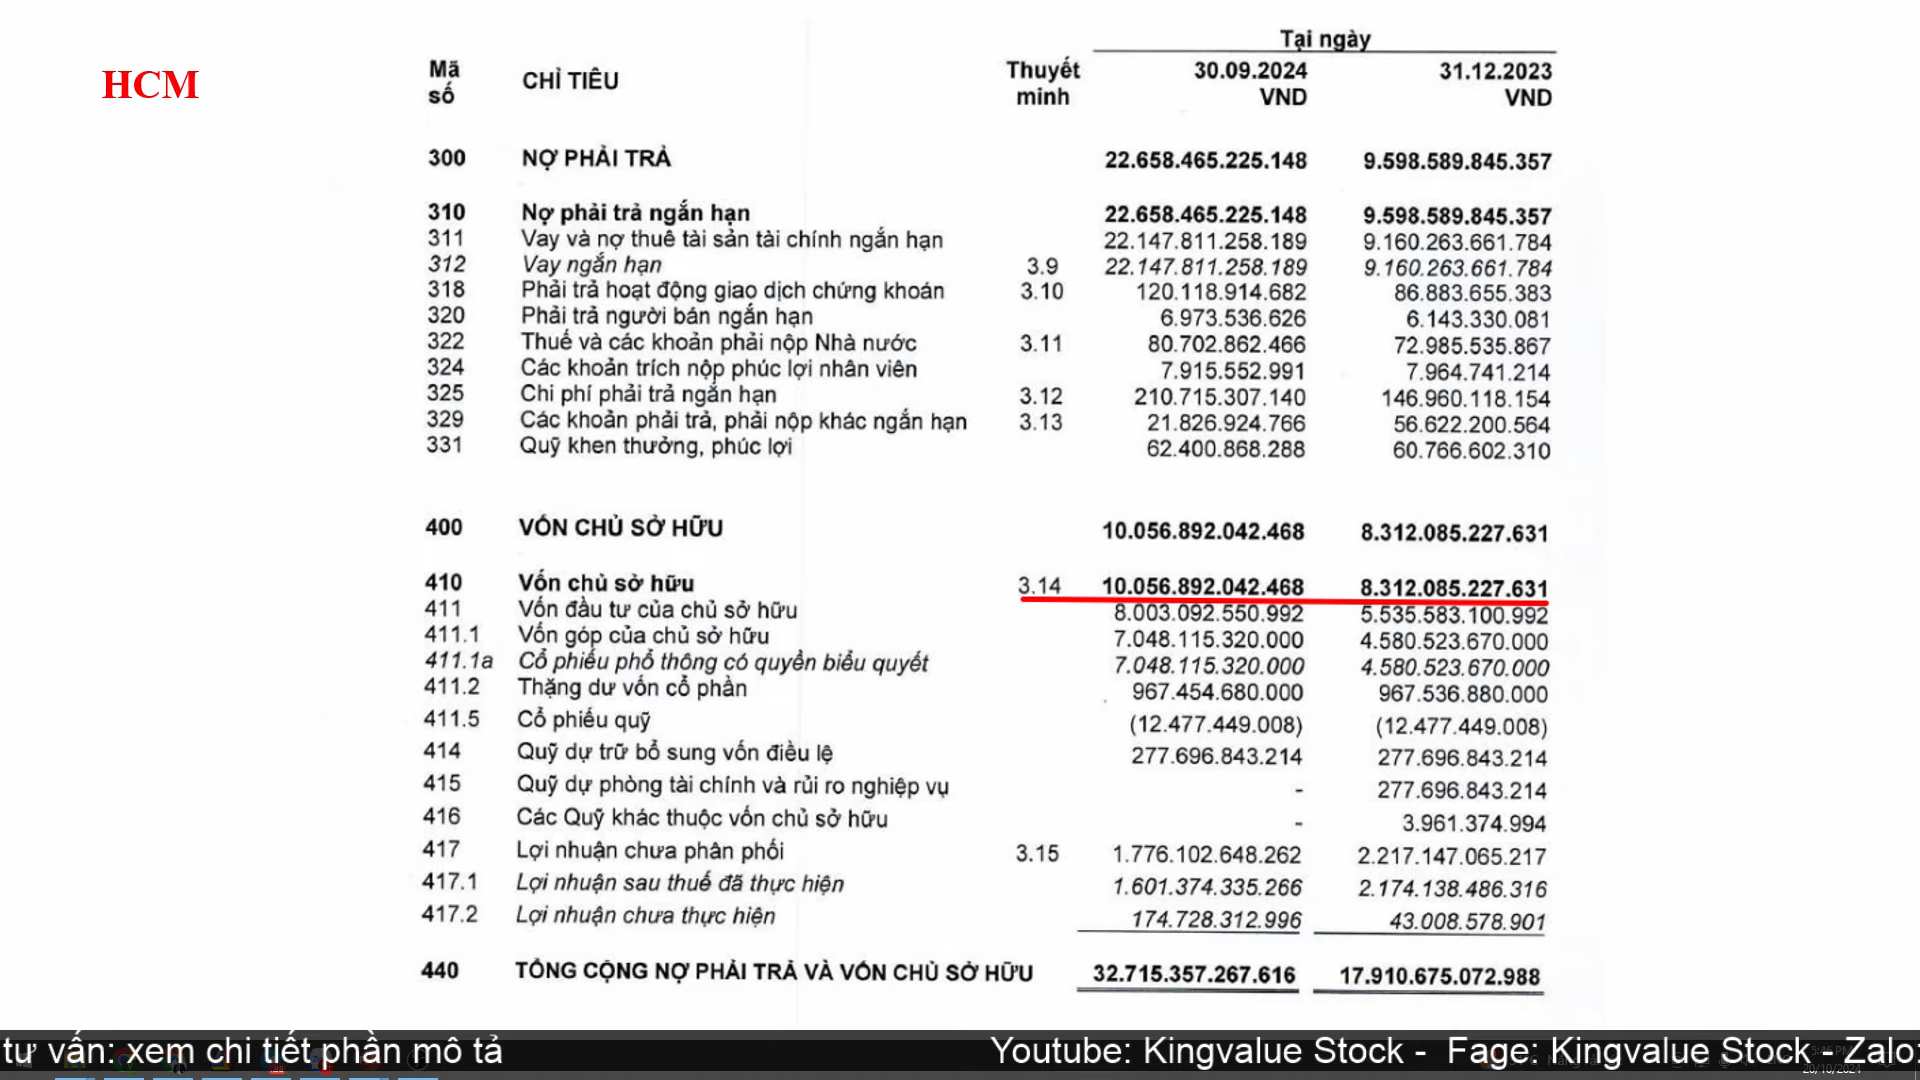 HCM
Tại ngày
Mã số CHỈ TIÊU Thuyết minh 30.09.2024 VND 31.12.2023 VND
300 NỢ PHẢI TRẢ 22.658.465.225.148 9.598.589.845.357
310 Nợ phải trả ngắn hạn 22.658.465.225.148 9.598.589.845.357
311 Vay và nợ thuê tài sản tài chính ngắn hạn 22.147.811.258.189 9.160.263.661.784
312 Vay ngắn hạn 3.9 22.147.811.258.189 9.160.263.661.784
318 Phải trả hoạt động giao dịch chứng khoán 3.10 120.118.914.682 86.883.655.383
320 Phải trả người bán ngắn hạn 6.973.536.626 6.143.330.081
322 Thuế và các khoản phải nộp Nhà nước 3.11 80.702.862.466 72.985.535.867
324 Các khoản trích nộp phúc lợi nhân viên 7.915.552.991 7.964.741.214
325 Chi phí phải trả ngắn hạn 3.12 210.715.307.140 146.960.118.154
329 Các khoản phải trả, phải nộp khác ngắn hạn 3.13 21.826.924.766 56.622.200.564
331 Quỹ khen thưởng, phúc lợi 62.400.868.288 60.766.602.310
400 VỐN CHỦ SỞ HỮU 10.056.892.042.468 8.312.085.227.631
410 Vốn chủ sở hữu 3.14 10.056.892.042.468 8.312.085.227.631
411 Vốn đầu tư của chủ sở hữu 8.003.092.550.992 5.535.583.100.992
411.1 Vốn góp của chủ sở hữu 7.048.115.320.000 4.580.523.670.000
411.1a Cổ phiếu phổ thông có quyền biểu quyết 7.048.115.320.000 4.580.523.670.000
411.2 Thặng dư vốn cổ phần 967.454.680.000 967.536.880.000
411.5 Cổ phiếu quỹ (12.477.449.008) (12.477.449.008)
414 Quỹ dự trữ bổ sung vốn điều lệ 277.696.843.214 277.696.843.214
415 Quỹ dự phòng tài chính và rủi ro nghiệp vụ - 277.696.843.214
416 Các Quỹ khác thuộc vốn chủ sở hữu - 3.961.374.994
417 Lợi nhuận chưa phân phối 3.15 1.776.102.648.262 2.217.147.065.217
417.1 Lợi nhuận sau thuế đã thực hiện 1.601.374.335.266 2.174.138.486.316
417.2 Lợi nhuận chưa thực hiện 174.728.312.996 43.008.578.901
440 TỔNG CỘNG NỢ PHẢI TRẢ VÀ VỐN CHỦ SỞ HỮU 32.715.357.267.616 17.910.675.072.988
tư vấn: xem chi tiết phần mô tả Youtube: Kingvalue Stock - Fage: Kingvalue Stock - Zalo:
20/10/2024